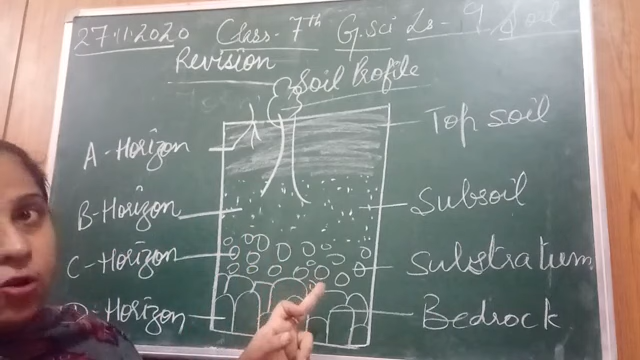 27.11.2020 Class- 7th G.Sci Ls- 9 Soil
Revision
Soil Profile
A-Horizon
Top soil
B-Horizon
Subsoil
C-Horizon
Substratum
D-Horizon
Bedrock